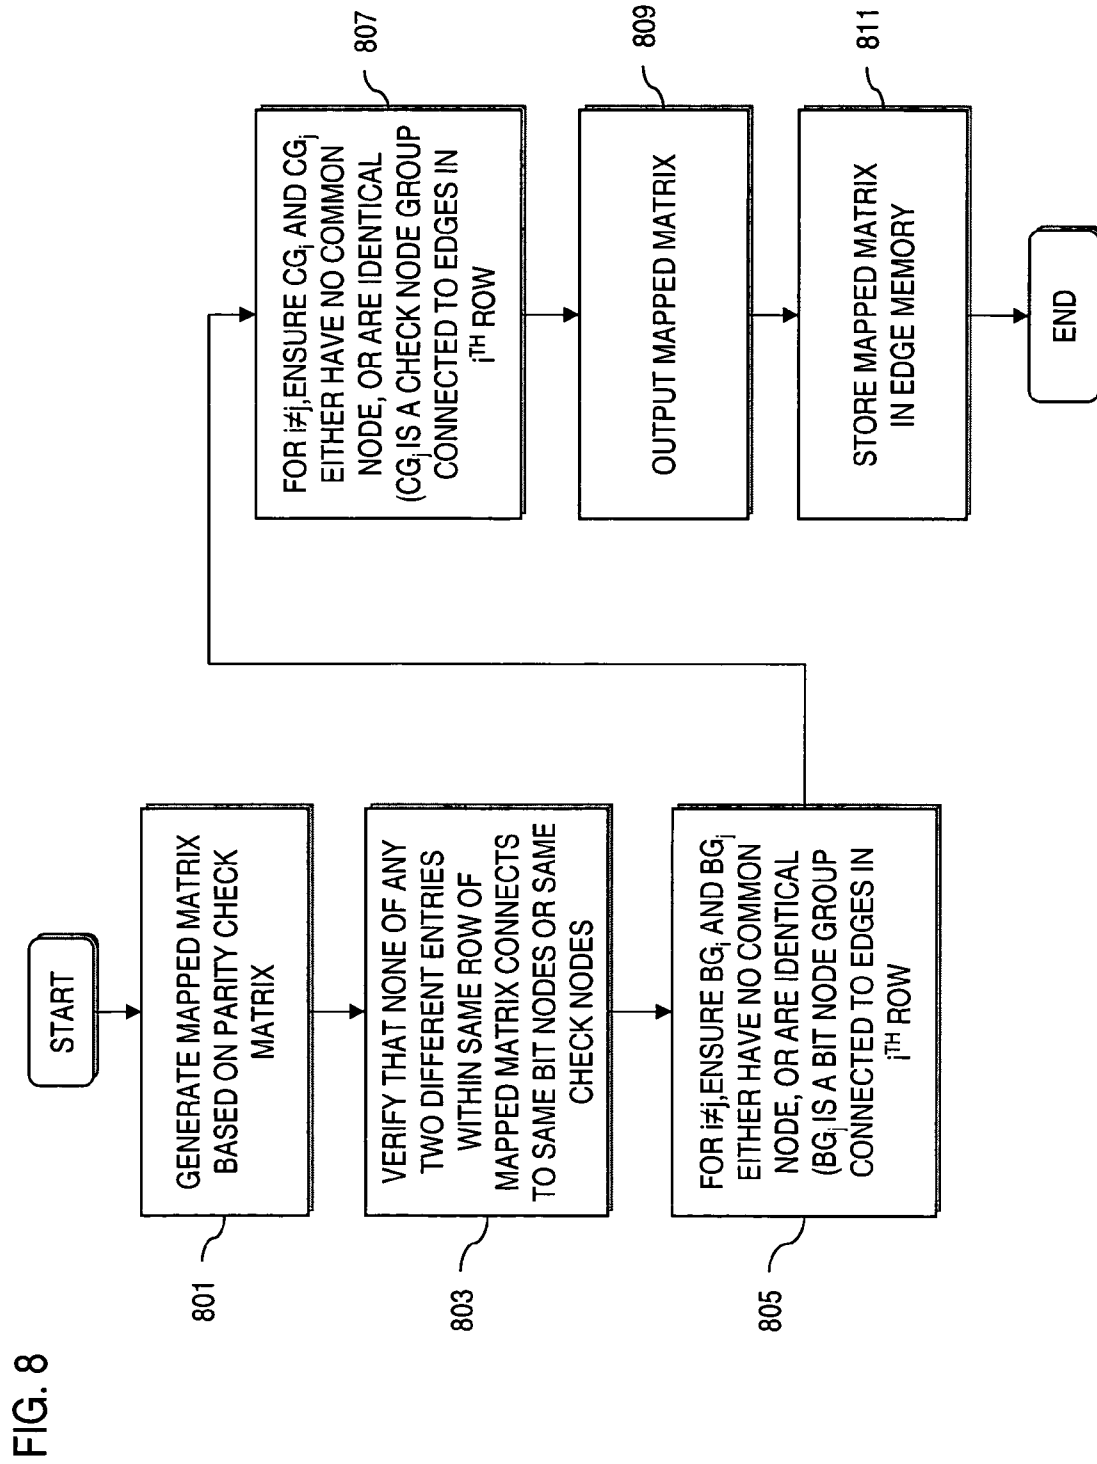 FIG. 8
START
GENERATE MAPPED MATRIX
BASED ON PARITY CHECK
MATRIX
801
VERIFY THAT NONE OF ANY
TWO DIFFERENT ENTRIES
WITHIN SAME ROW OF
MAPPED MATRIX CONNECTS
TO SAME BIT NODES OR SAME
CHECK NODES
803
FOR i≠j,ENSURE BGi AND BGj
EITHER HAVE NO COMMON
NODE, OR ARE IDENTICAL
(BGj IS A BIT NODE GROUP
CONNECTED TO EDGES IN
iTH ROW
805
FOR i≠j,ENSURE CGi AND CGj
EITHER HAVE NO COMMON
NODE, OR ARE IDENTICAL
(CGj IS A CHECK NODE GROUP
CONNECTED TO EDGES IN
iTH ROW
807
OUTPUT MAPPED MATRIX
809
STORE MAPPED MATRIX
IN EDGE MEMORY
811
END